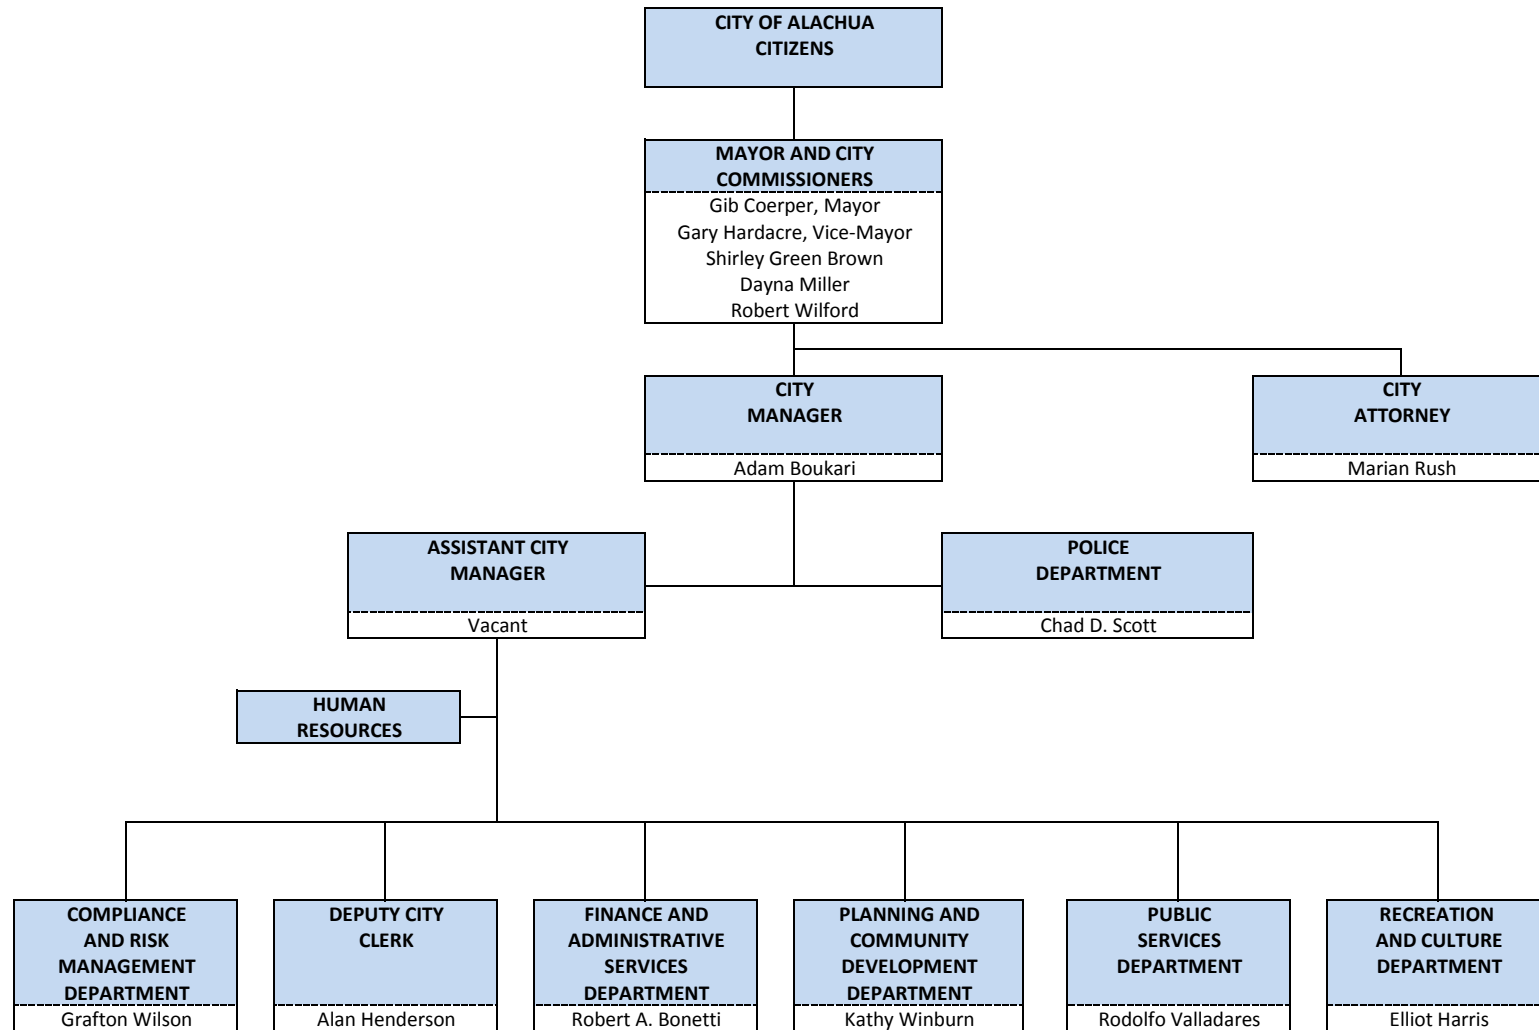 CITY OF ALACHUA
CITIZENS
MAYOR AND CITY
COMMISSIONERS
Gib Coerper, Mayor
Gary Hardacre, Vice-Mayor
Shirley Green Brown
Dayna Miller
Robert Wilford
CITY
MANAGER
Adam Boukari
CITY
ATTORNEY
Marian Rush
ASSISTANT CITY
MANAGER
Vacant
POLICE
DEPARTMENT
Chad D. Scott
HUMAN
RESOURCES
COMPLIANCE
AND RISK
MANAGEMENT
DEPARTMENT
Grafton Wilson
DEPUTY CITY
CLERK
Alan Henderson
FINANCE AND
ADMINISTRATIVE
SERVICES
DEPARTMENT
Robert A. Bonetti
PLANNING AND
COMMUNITY
DEVELOPMENT
DEPARTMENT
Kathy Winburn
PUBLIC
SERVICES
DEPARTMENT
Rodolfo Valladares
RECREATION
AND CULTURE
DEPARTMENT
Elliot Harris